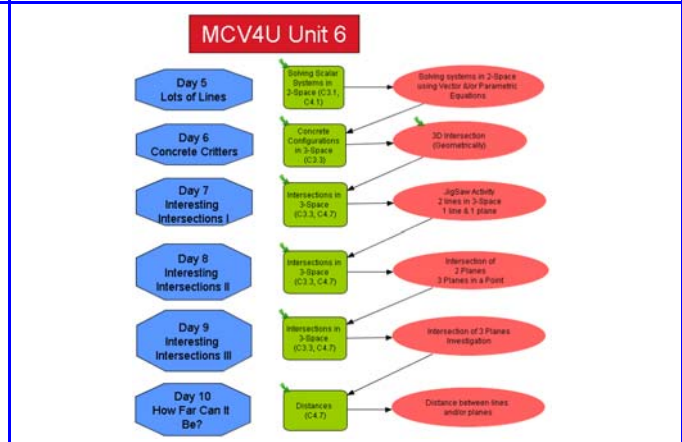 MCV4U Unit 6
Day 5
Lots of Lines
Solving Scalar
Systems in
2-Space (C3.1,
C4.1)
Solving systems in 2-Space
using Vector &/or Parametric
Equations
Day 6
Concrete Critters
Concrete
Configurations
in 3-Space
(C3.3)
3D Intersection
(Geometrically)
Day 7
Interesting
Intersections I
Intersections in
3-Space
(C3.3, C4.7)
JigSaw Activity
2 lines in 3-Space
1 line & 1 plane
Day 8
Interesting
Intersections II
Intersections in
3-Space
(C3.3, C4.7)
Intersection of
2 Planes
3 Planes in a Point
Day 9
Interesting
Intersections III
Intersections in
3-Space
(C3.3, C4.7)
Intersection of 3 Planes
Investigation
Day 10
How Far Can It
Be?
Distances
(C4.7)
Distance between lines
and/or planes